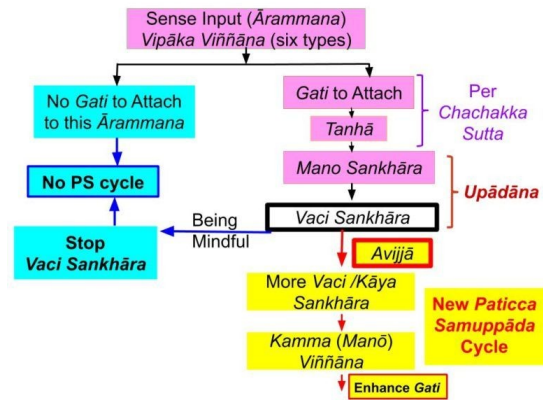 Sense Input (Ārammana)
Vipāka Viññāna (six types)
No Gati to Attach
to this Ārammana
Gati to Attach
Tanhā
Per
Chachakka
Sutta
No PS cycle
Mano Sankhāra
Upādāna
Vaci Sankhāra
Being
Mindful
Stop
Vaci Sankhāra
Avijjā
More Vaci /Kāya
Sankhāra
New Paticca
Samuppāda
Cycle
Kamma (Manō)
Viññāna
Enhance Gati